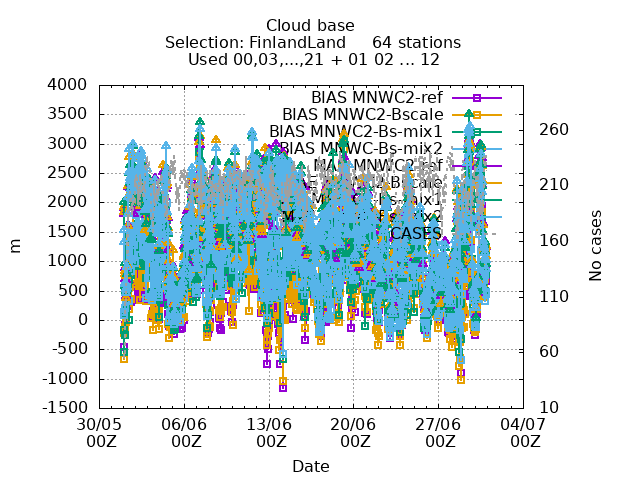 Cloud base
Selection: FinlandLand 64 stations
Used 00,03,...,21 + 01 02 ... 12
BIAS MNWC2-ref
BIAS MNWC2-Bscale
BIAS MNWC2-Bs-mix1
BIAS MNWC-Bs-mix2
CASES
4000
3500
3000
2500
2000
1500
1000
500
0
-500
-1000
-1500
m
260
210
160
110
60
10
No cases
30/05 06/06 13/06 20/06 27/06 04/07
00Z 00Z 00Z 00Z 00Z 00Z
Date